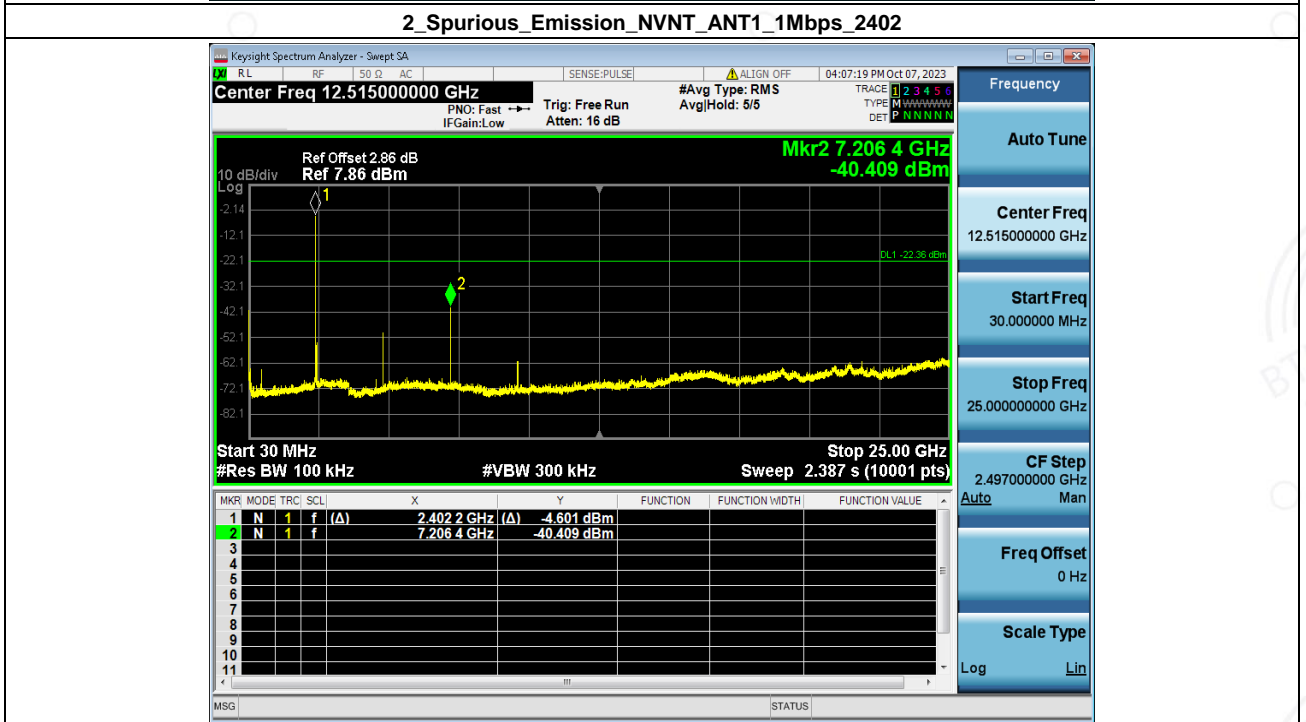 2_Spurious_Emission_NVNT_ANT1_1Mbps_2402
Keysight Spectrum Analyzer - Swept SA
LXI RL RF 50 Ω AC SENSE:PULSE ALIGN OFF 04:07:19 PM Oct 07, 2023
Center Freq 12.515000000 GHz
PNO: Fast
IFGain:Low
Trig: Free Run
Atten: 16 dB
#Avg Type: RMS
Avg|Hold: 5/5
TRACE 1 2 3 4 5 6
TYPE M WWWWW
DET P N N N N N
Mkr2 7.206 4 GHz
-40.409 dBm
Ref Offset 2.86 dB
Ref 7.86 dBm
10 dB/div
Log
1
-2.14
-12.1
-22.1
DL1 -22.36 dBm
-32.1
2
-42.1
-52.1
-62.1
-72.1
-82.1
Start 30 MHz
Stop 25.00 GHz
#Res BW 100 kHz
#VBW 300 kHz
Sweep 2.387 s (10001 pts)
MKR MODE TRC SCL X Y FUNCTION FUNCTION WIDTH FUNCTION VALUE
1 N 1 f (Δ) 2.402 2 GHz (Δ) -4.601 dBm
2 N 1 f 7.206 4 GHz -40.409 dBm
3
4
5
6
7
8
9
10
11
MSG
STATUS
Frequency
Auto Tune
Center Freq
12.515000000 GHz
Start Freq
30.000000 MHz
Stop Freq
25.000000000 GHz
CF Step
2.497000000 GHz
Auto Man
Freq Offset
0 Hz
Scale Type
Log Lin